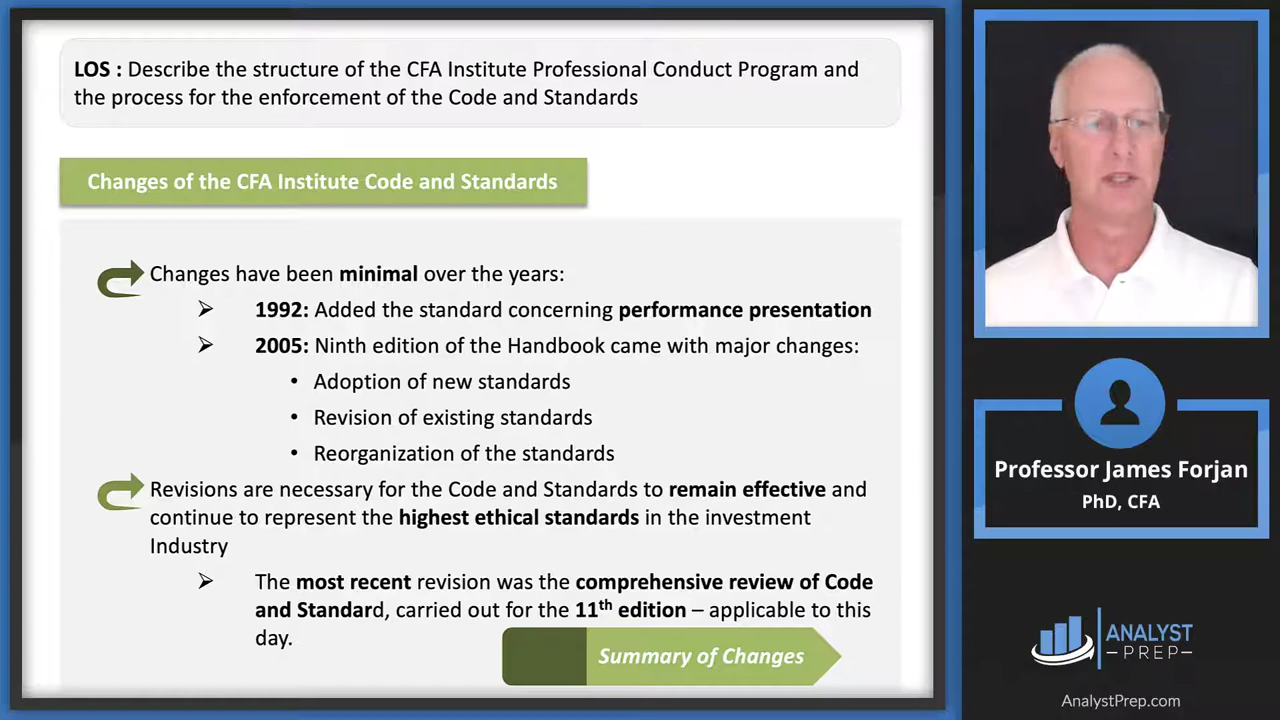 LOS : Describe the structure of the CFA Institute Professional Conduct Program and
the process for the enforcement of the Code and Standards
Changes of the CFA Institute Code and Standards
Changes have been minimal over the years:
1992: Added the standard concerning performance presentation
2005: Ninth edition of the Handbook came with major changes:
• Adoption of new standards
• Revision of existing standards
• Reorganization of the standards
Revisions are necessary for the Code and Standards to remain effective and
continue to represent the highest ethical standards in the investment
Industry
The most recent revision was the comprehensive review of Code
and Standard, carried out for the 11th edition – applicable to this
day.
Summary of Changes
Professor James Forjan
PhD, CFA
ANALYST
–PREP–
AnalystPrep.com